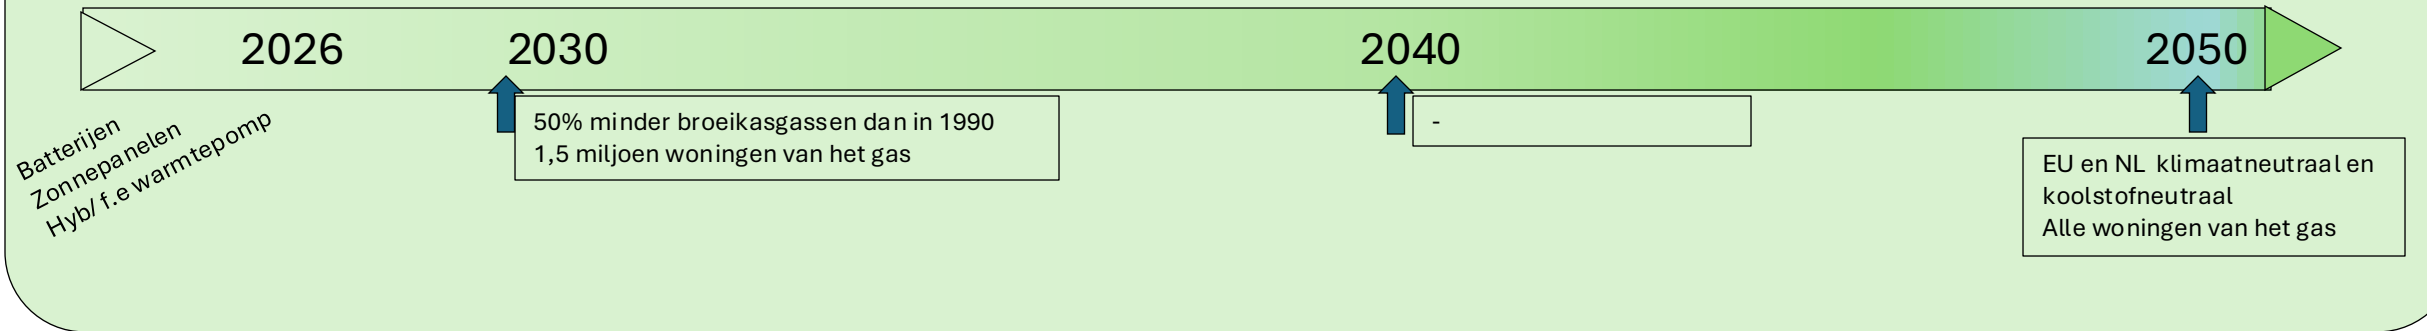 2026 2030 2040 2050
Batterijen
Zonnepanelen
Hyb/ f.e warmtepomp
50% minder broeikasgassen dan in 1990
1,5 miljoen woningen van het gas
-
EU en NL klimaatneutraal en
koolstofneutraal
Alle woningen van het gas